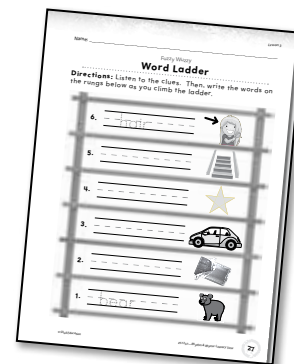 Name
Fuzzy Wuzzy
Word Ladder
Directions: Listen to the clues. Then, write the words on
the rungs below as you climb the ladder.
6. hair
5.
4.
3.
2.
1. bear
27